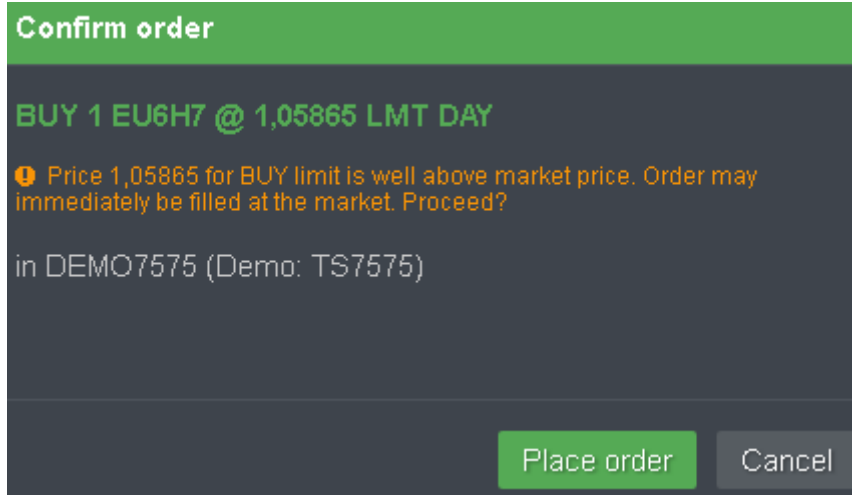 Confirm order
BUY 1 EU6H7 @ 1,05865 LMT DAY
Price 1,05865 for BUY limit is well above market price. Order may
immediately be filled at the market. Proceed?
in DEMO7575 (Demo: TS7575)
Place order
Cancel